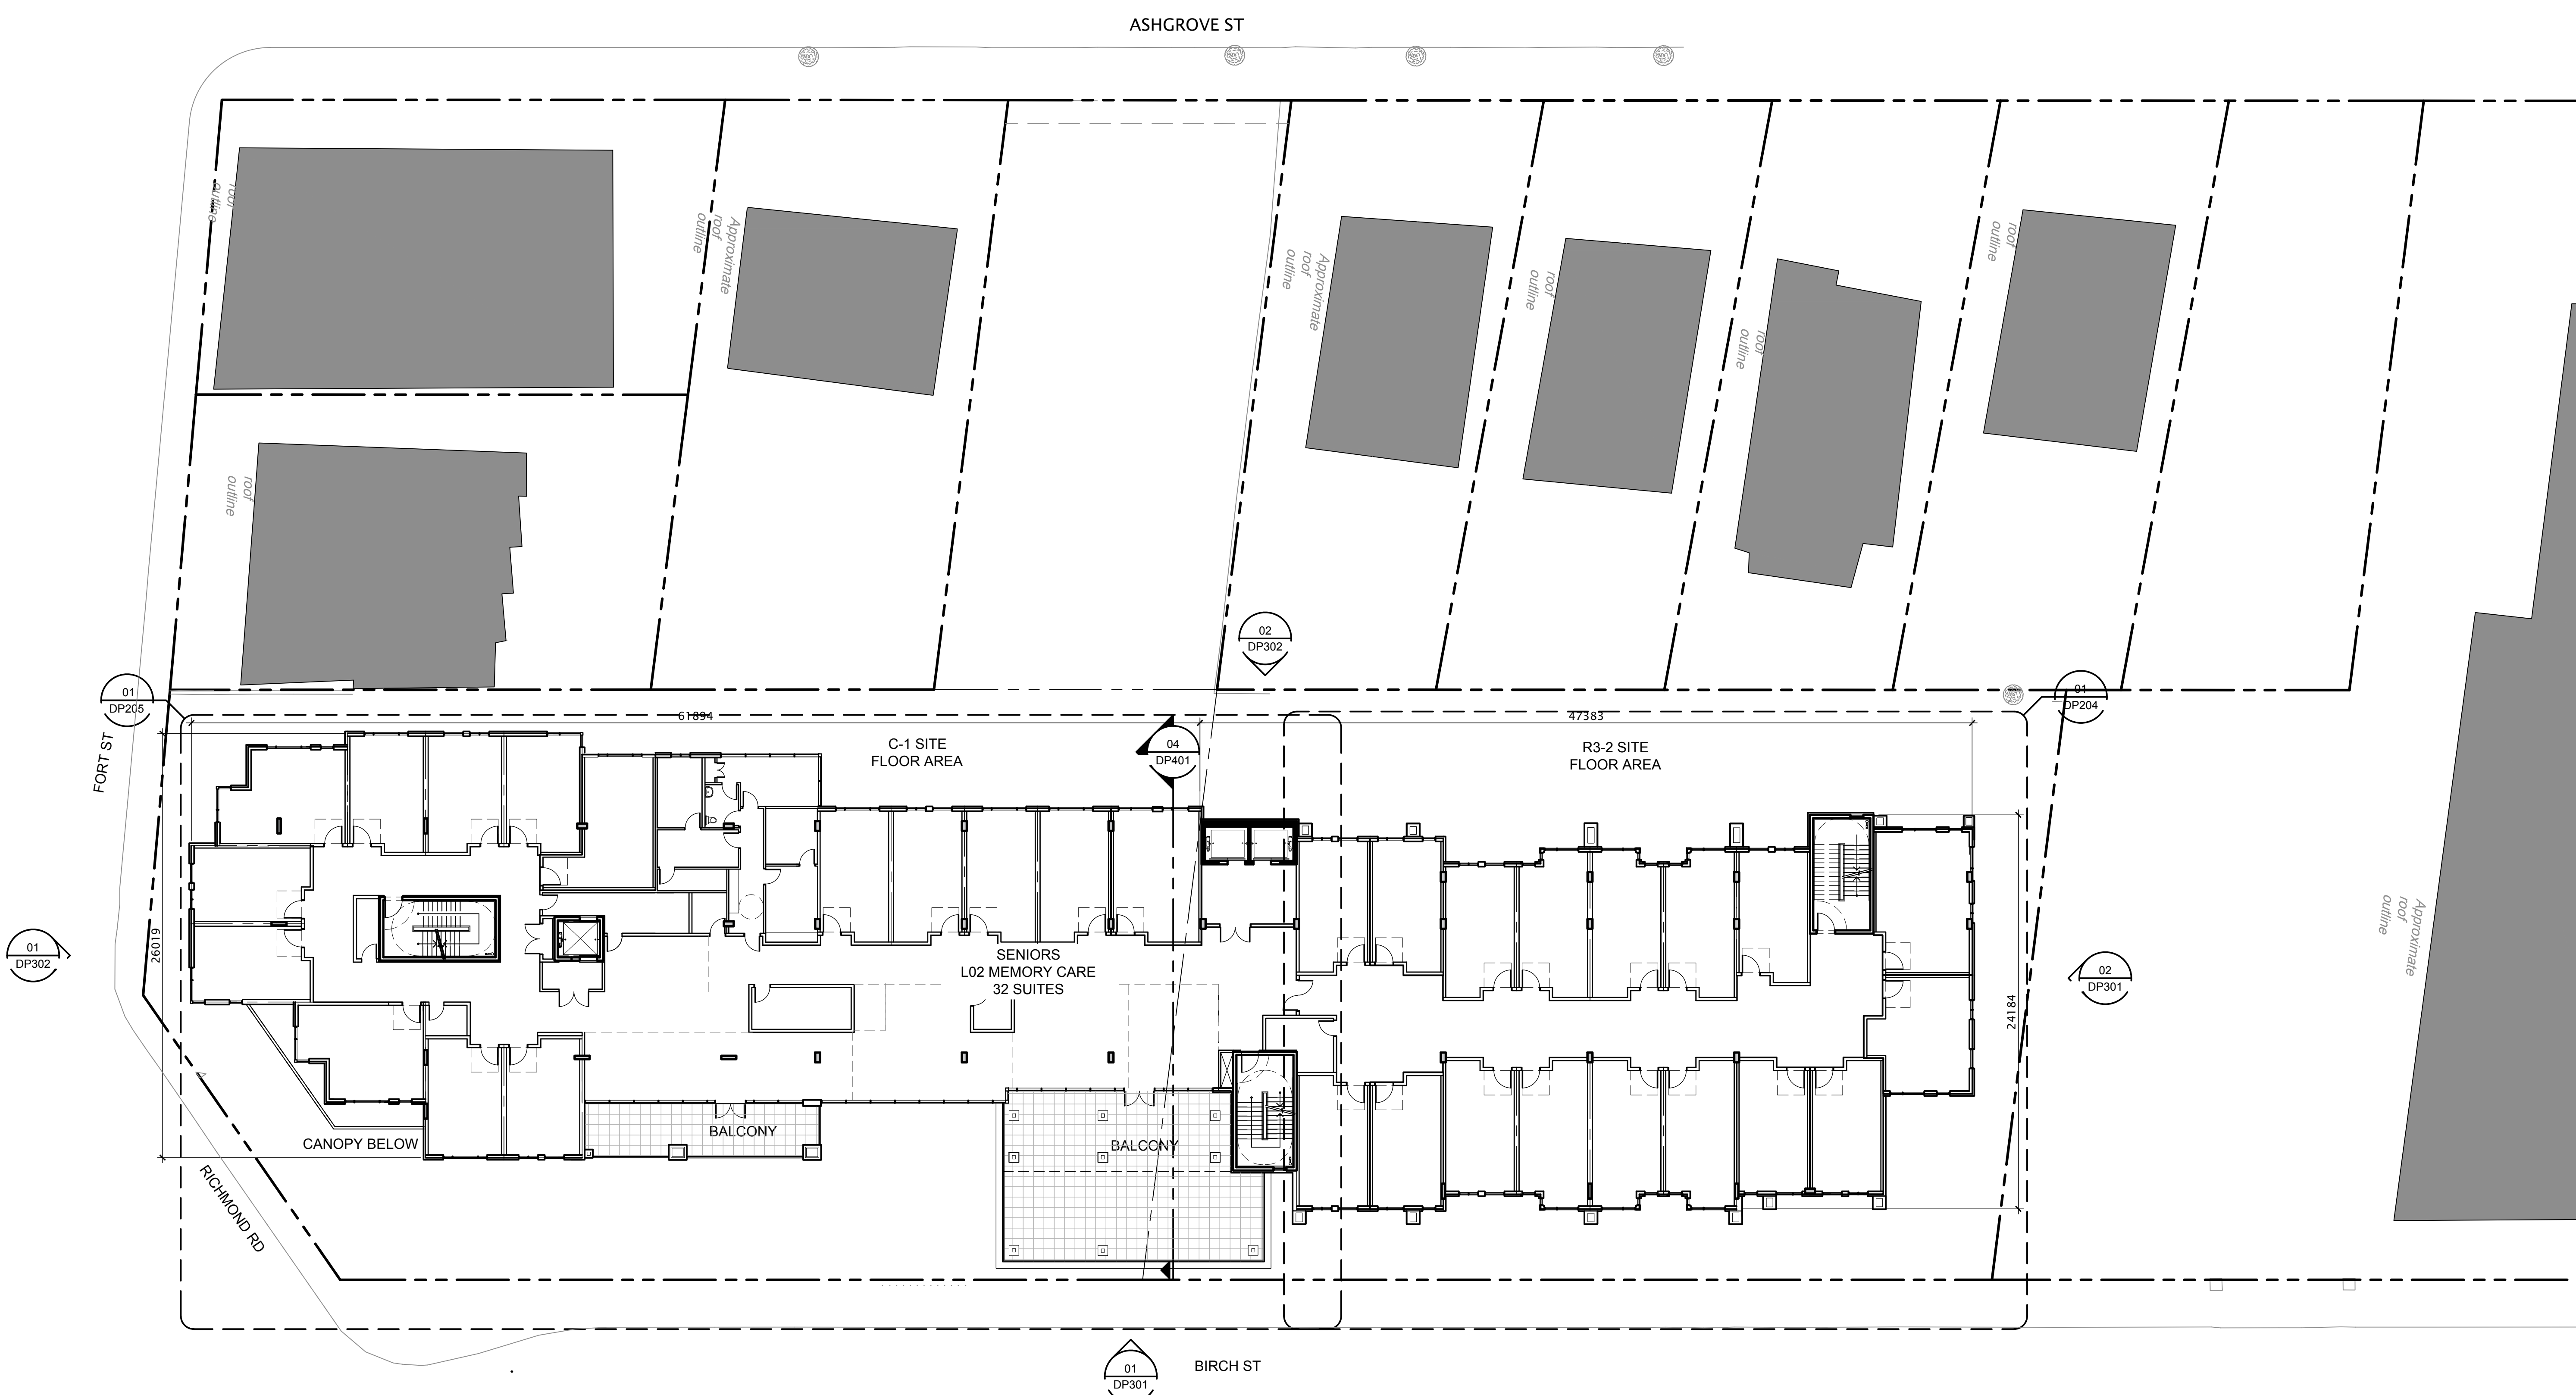 ASHGROVE ST
roof
outline
Approximate
roof
outline
Approximate
roof
outline
roof
outline
roof
outline
roof
outline
roof
outline
Approximate
roof
outline
02
DP302
01
DP205
01
DP204
61894
47383
FORT ST
C-1 SITE
FLOOR AREA
04
DP401
R3-2 SITE
FLOOR AREA
26019
01
DP302
SENIORS
L02 MEMORY CARE
32 SUITES
02
DP301
24184
BALCONY
BALCONY
CANOPY BELOW
RICHMOND RD
01
DP301
BIRCH ST